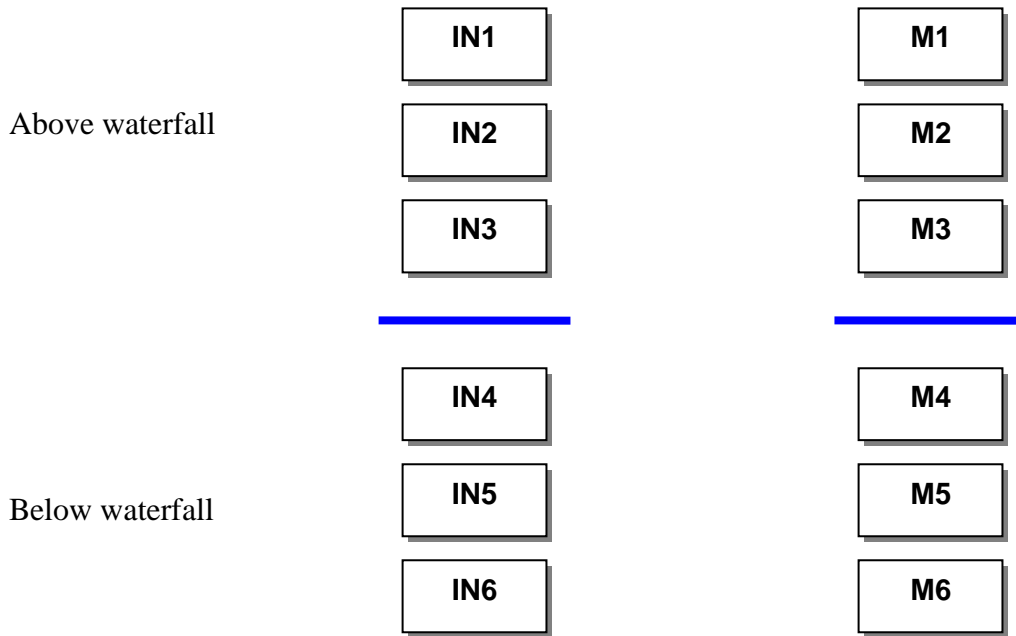 IN1 M1
Above waterfall IN2 M2
IN3 M3
IN4 M4
Below waterfall IN5 M5
IN6 M6